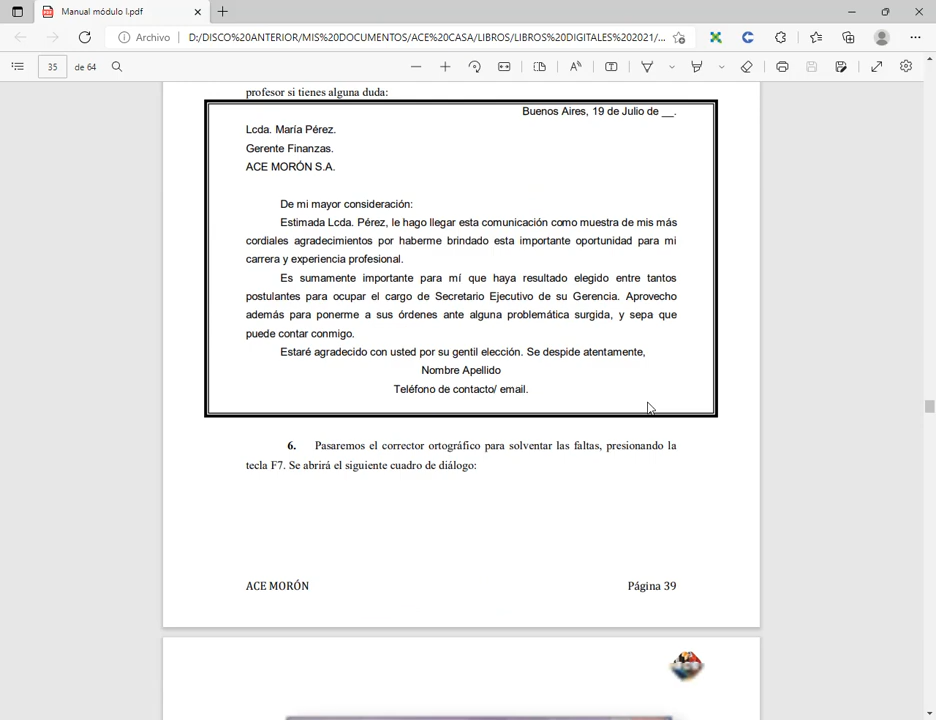 Manual módulo I.pdf
Archivo
D:/DISCO%20ANTERIOR/MIS%20DOCUMENTOS/ACE%20CASA/LIBROS/LIBROS%20DIGITALES%202021/...
35 de 64
profesor si tienes alguna duda:
Buenos Aires, 19 de Julio de __.
Lcda. María Pérez.
Gerente Finanzas.
ACE MORÓN S.A.
De mi mayor consideración:
Estimada Lcda. Pérez, le hago llegar esta comunicación como muestra de mis más
cordiales agradecimientos por haberme brindado esta importante oportunidad para mi
carrera y experiencia profesional.
Es sumamente importante para mí que haya resultado elegido entre tantos
postulantes para ocupar el cargo de Secretario Ejecutivo de su Gerencia. Aprovecho
además para ponerme a sus órdenes ante alguna problemática surgida, y sepa que
puede contar conmigo.
Estaré agradecido con usted por su gentil elección. Se despide atentamente,
Nombre Apellido
Teléfono de contacto/ email.
6. Pasaremos el corrector ortográfico para solventar las faltas, presionando la
tecla F7. Se abrirá el siguiente cuadro de diálogo:
ACE MORÓN Página 39